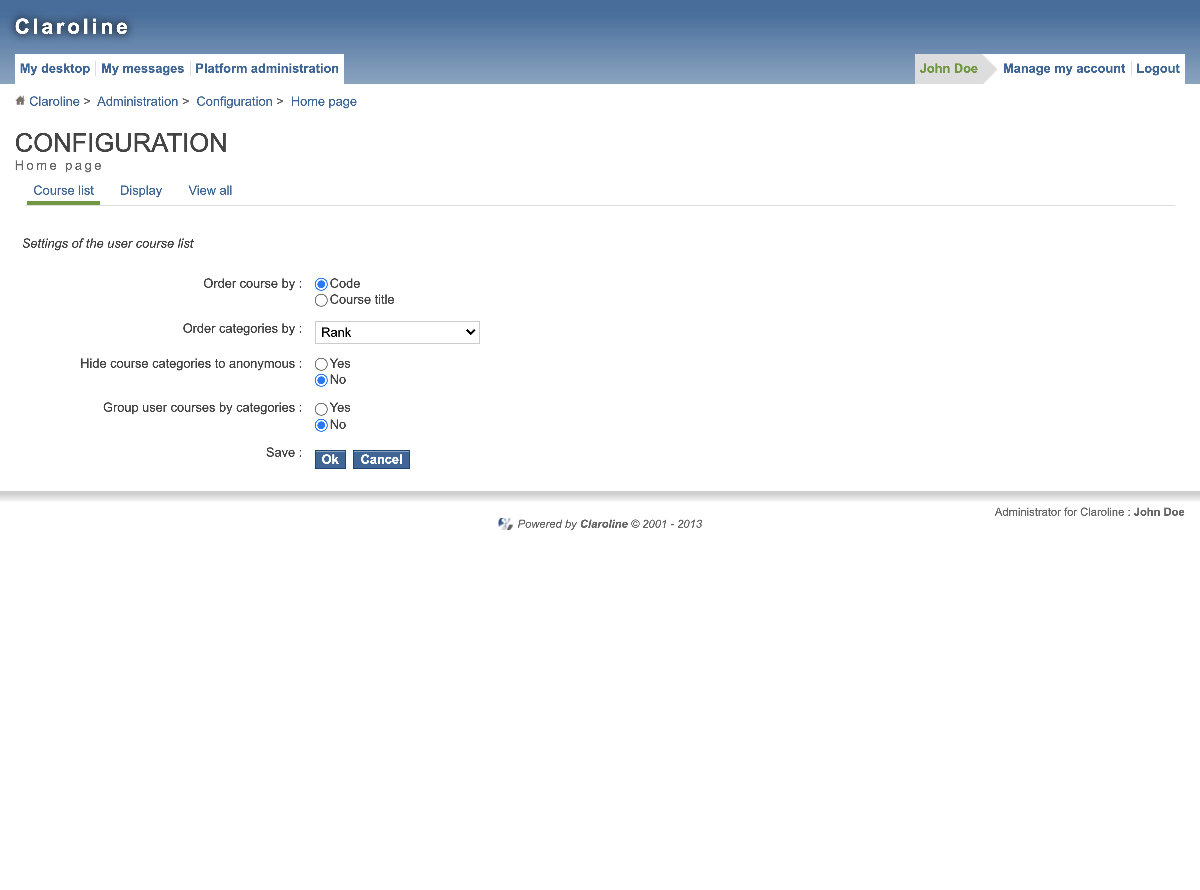 Claroline
My desktop My messages Platform administration John Doe Manage my account Logout
Claroline > Administration > Configuration > Home page
CONFIGURATION
Home page
Course list Display View all
Settings of the user course list
Order course by : Code
Course title
Order categories by : Rank
Hide course categories to anonymous : Yes
No
Group user courses by categories : Yes
No
Save : Ok Cancel
Administrator for Claroline : John Doe
Powered by Claroline © 2001 - 2013